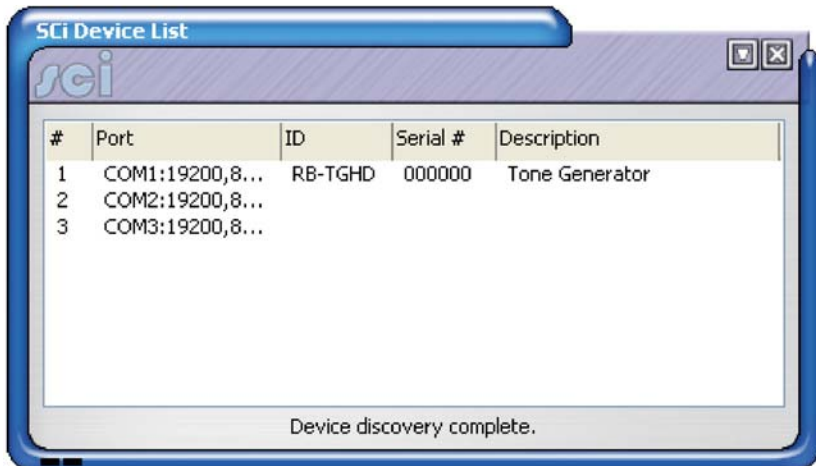 SCi Device List
sci
# Port ID Serial # Description
1 COM1:19200,8... RB-TGHD 000000 Tone Generator
2 COM2:19200,8...
3 COM3:19200,8...
Device discovery complete.